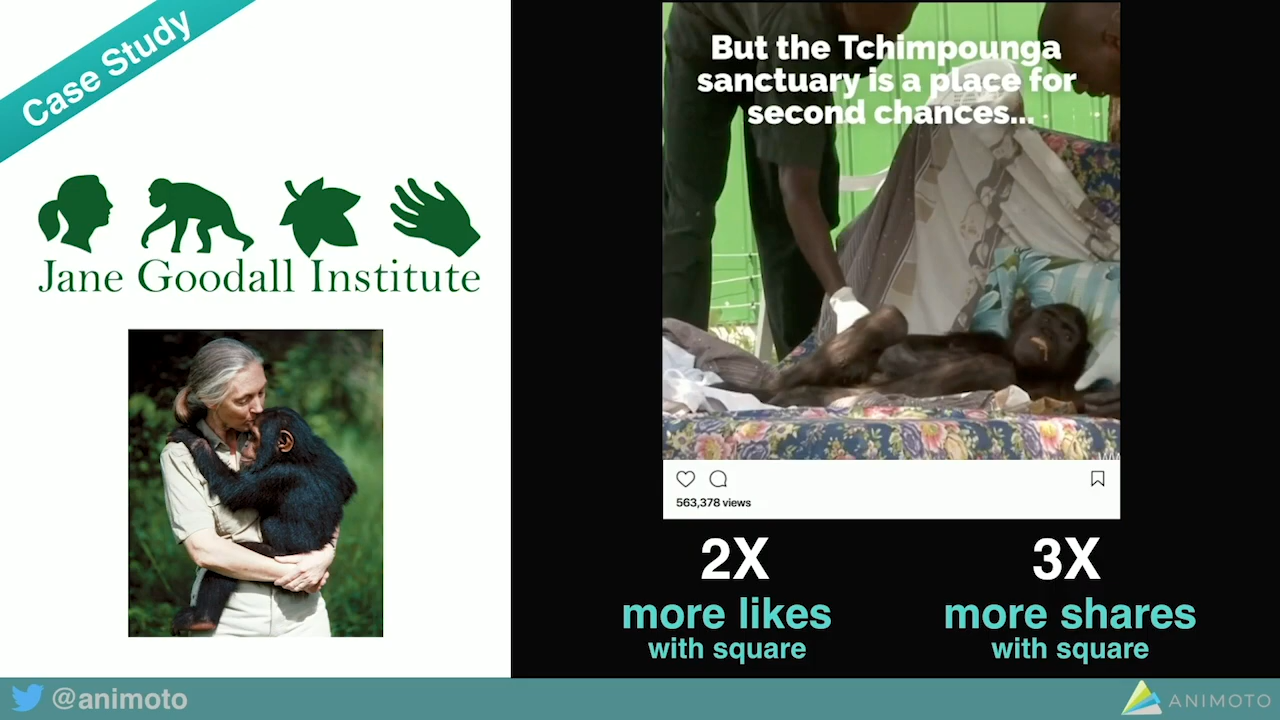 Case Study
Jane Goodall Institute
But the Tchimpounga
sanctuary is a place for
second chances...
563,378 views
2X
more likes
with square
3X
more shares
with square
@animoto
ANIMOTO